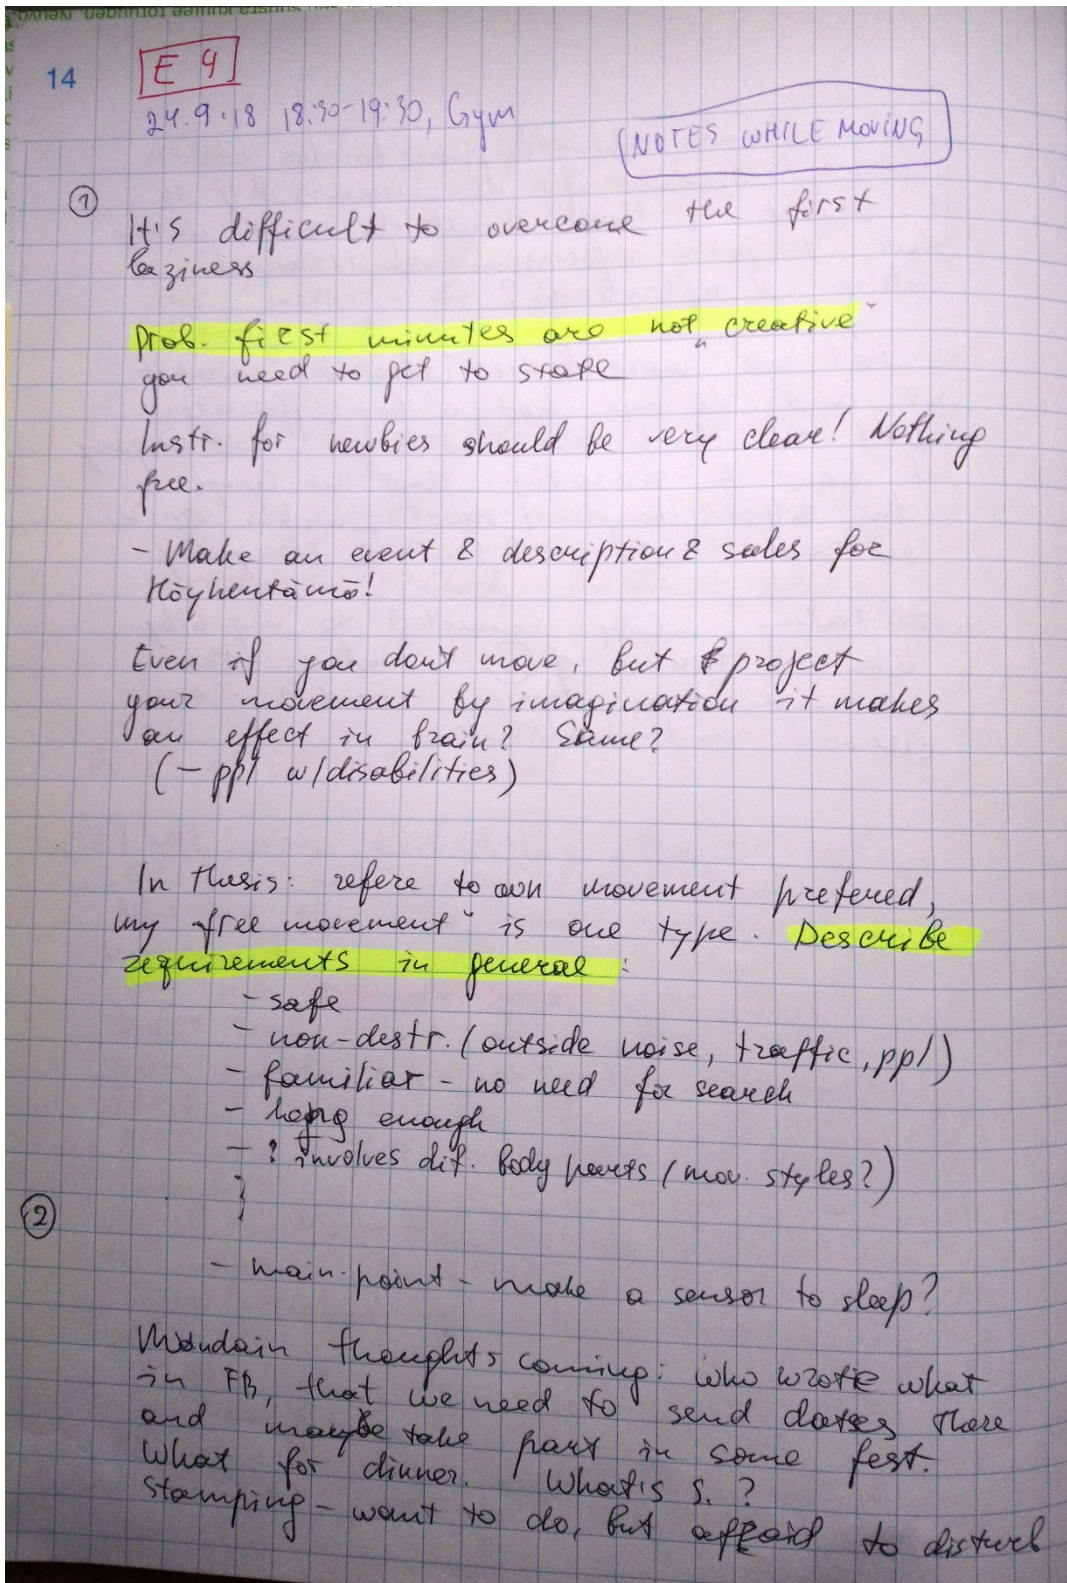 14
E 4
24.9.18 18:30-19:30, Gym
NOTES WHILE MOVING
1
It's difficult to overcome the first
laziness
Prob. first minutes are not "creative"
you need to get to state
Instr. for newbies should be very clear! Nothing
free.
- Make an event & description & sales for
Höyhentämö!
Even if you don't move, but project
your movement by imagination it makes
an effect in brain? Same?
(- ppl w/disabilities)
In thesis: refere to own movement prefered,
my "free movement" is one type. Describe
requirements in general:
- safe
- non-destr. (outside noise, traffic, ppl)
- familiar - no need for search
- long enough
- ? involves dif. body parts (mov. styles?)
2
- main point - make a sensor to sleep?
Mundain thoughts coming: who wrote what
in FB, that we need to send dates there
and maybe take part in some fest.
What for dinner. What is S. ?
Stamping - want to do, but affraid to disturb